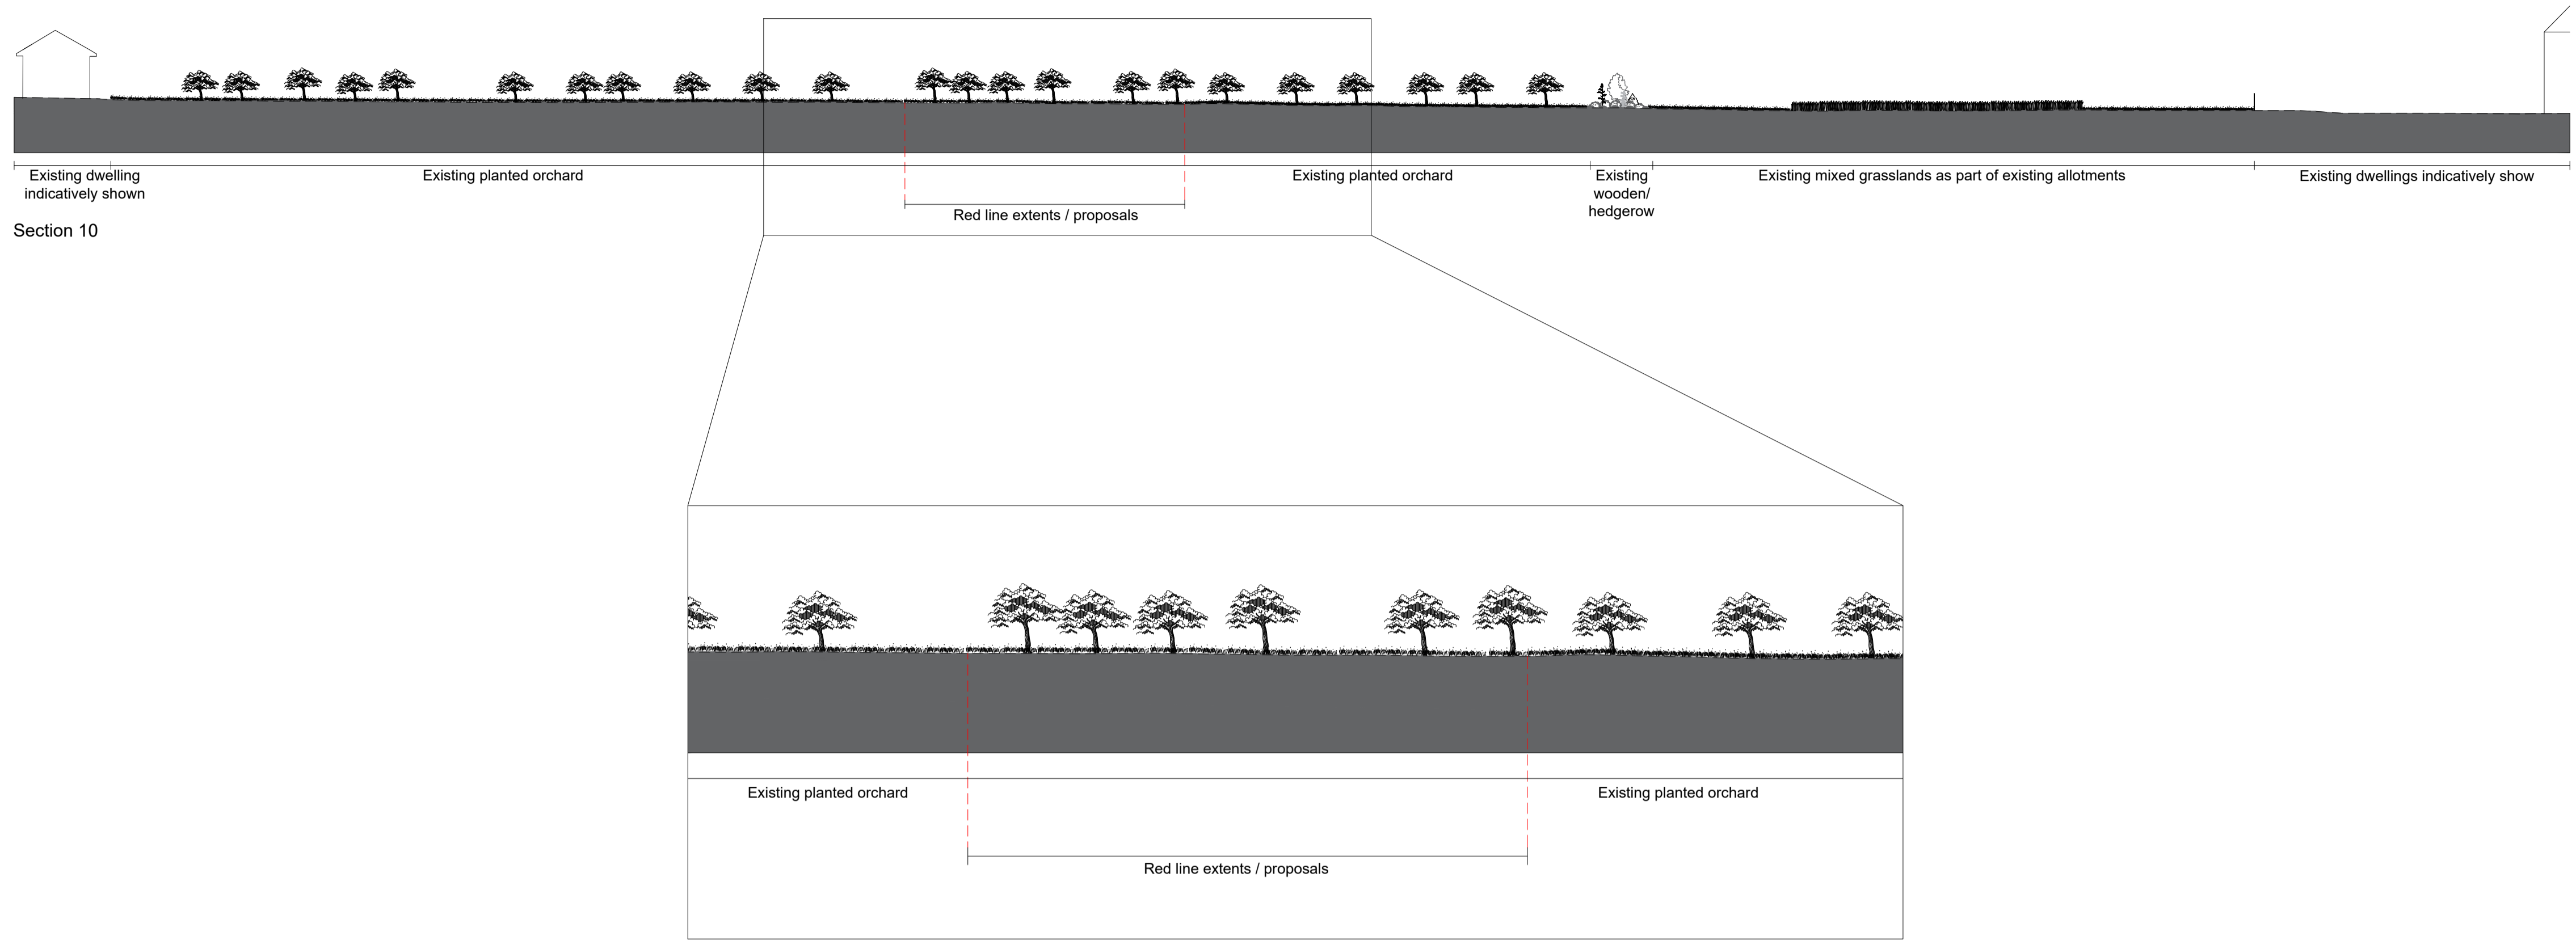 Existing dwelling
indicatively shown
Existing planted orchard
Red line extents / proposals
Existing planted orchard
Existing
wooden/
hedgerow
Existing mixed grasslands as part of existing allotments
Existing dwellings indicatively show
Section 10
Existing planted orchard
Existing planted orchard
Red line extents / proposals